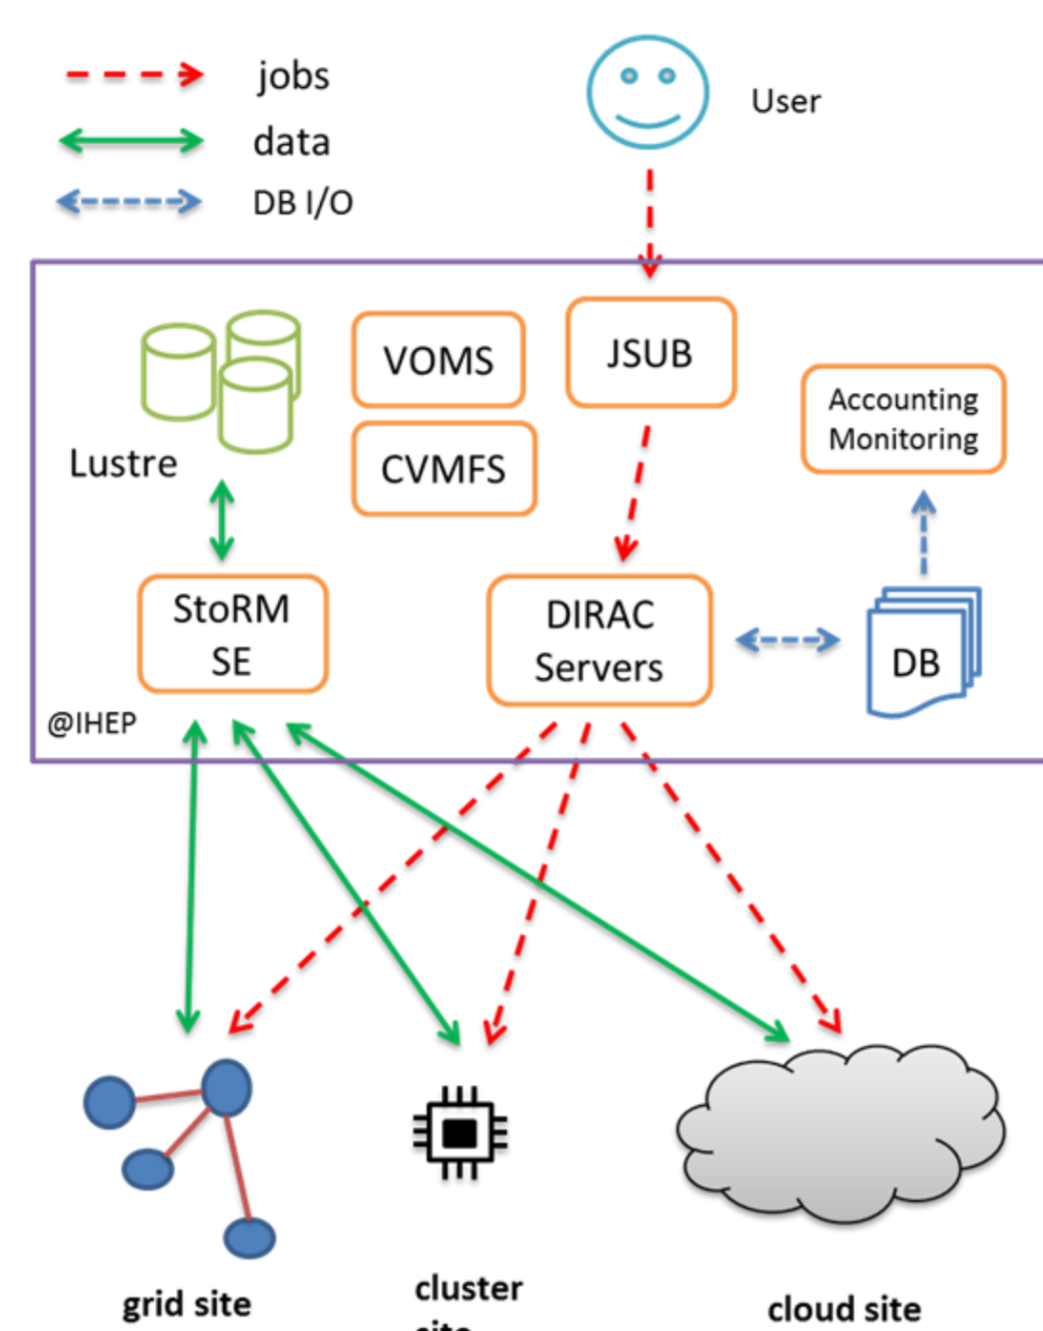 jobs
data
DB I/O
User
VOMS
JSUB
Accounting
Monitoring
CVMFS
Lustre
StoRM
SE
DIRAC
Servers
DB
@IHEP
grid site
cluster
cloud site